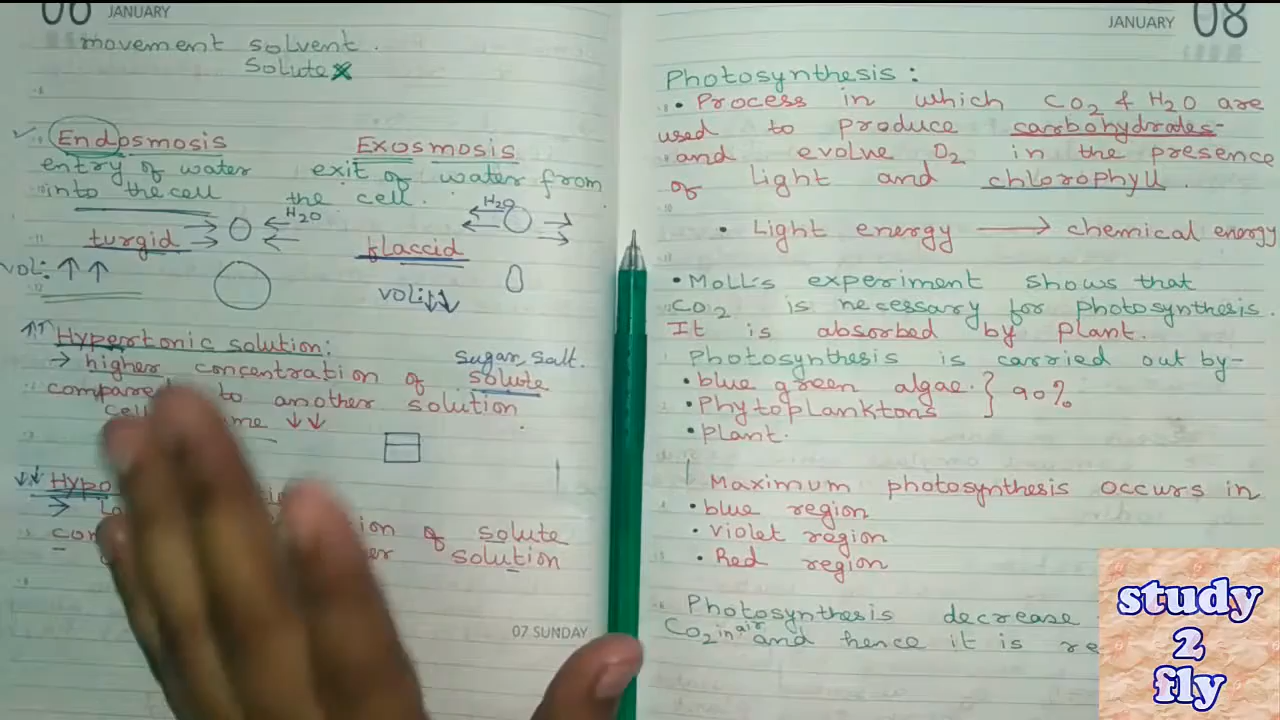 06 JANUARY
movement solvent.
solute
Endosmosis Exosmosis
entry of water exit of water from
into the cell the cell.
H2O H2O
turgid flaccid
vol:
vol:
Hypertonic solution:
→ higher concentration of solute
sugar, salt.
compared to another solution
cell
Hypo
of solute
solution
07 SUNDAY
JANUARY 08
Photosynthesis:
• Process in which CO2 & H2O are
used to produce carbohydrates-
and evolve O2 in the presence
of light and chlorophyll.
• Light energy → chemical energy
• Moll's experiment shows that
CO2 is necessary for photosynthesis.
It is absorbed by plant.
Photosynthesis is carried out by-
• blue green algae. } 90%
• Phytoplanktons
• plant.
Maximum photosynthesis occurs in
• blue region
• violet region
• Red region
Photosynthesis decrease
CO2 in air and hence it is
study
2
fly